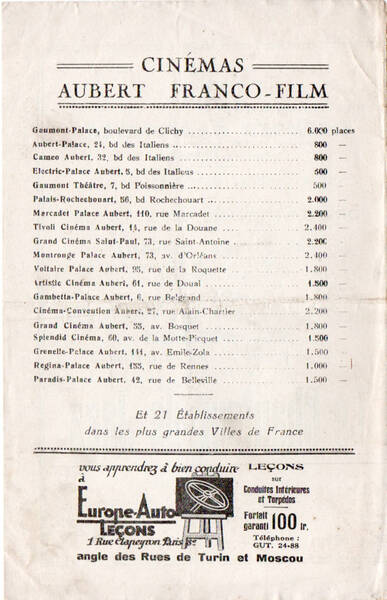 CINÉMAS
AUBERT FRANCO-FILM
Gaumont-Palace, boulevard de Clichy ........ 6.000 places
Aubert-Palace, 24, bd des Italiens ........ 800 —
Cameo Aubert, 32, bd des Italiens ........ 800 —
Electric-Palace Aubert, 5, bd des Italiens ........ 500 —
Gaumont Théâtre, 7, bd Poissonnière ........ 500 —
Palais-Rochechouart, 56, bd Rochechouart ........ 2.000 —
Marcadet Palace Aubert, 110, rue Marcadet ........ 2.200 —
Tivoli Cinéma Aubert, 14, rue de la Douane ........ 2.400 —
Grand Cinéma Saint-Paul, 73, rue Saint-Antoine ........ 2.200 —
Montrouge Palace Aubert, 73, av. d'Orléans ........ 2.400 —
Voltaire Palace Aubert, 95, rue de la Roquette ........ 1.800 —
Artistic Cinéma Aubert, 61, rue de Douai ........ 1.500 —
Gambetta-Palace Aubert, 6, rue Belgrand ........ 1.800 —
Cinéma-Convention Aubert, 27, rue Alain-Chartier ........ 2.200 —
Grand Cinéma Aubert, 55, av. Bosquet ........ 1.800 —
Splendid Cinéma, 60, av. de la Motte-Picquet ........ 1.500 —
Grenelle-Palace Aubert, 141, av. Emile-Zola ........ 1.500 —
Regina-Palace Aubert, 155, rue de Rennes ........ 1.000 —
Paradis-Palace Aubert, 42, rue de Belleville ........ 1.500 —
Et 21 Établissements
dans les plus grandes Villes de France
vous apprendrez à bien conduire
à
Europe-Auto
LEÇONS
1 Rue Clapeyron Paris 8e
LEÇONS
sur
Conduites Intérieures
et Torpédos
Forfait
garanti 100 fr.
Téléphone :
GUT. 24-88
angle des Rues de Turin et Moscou